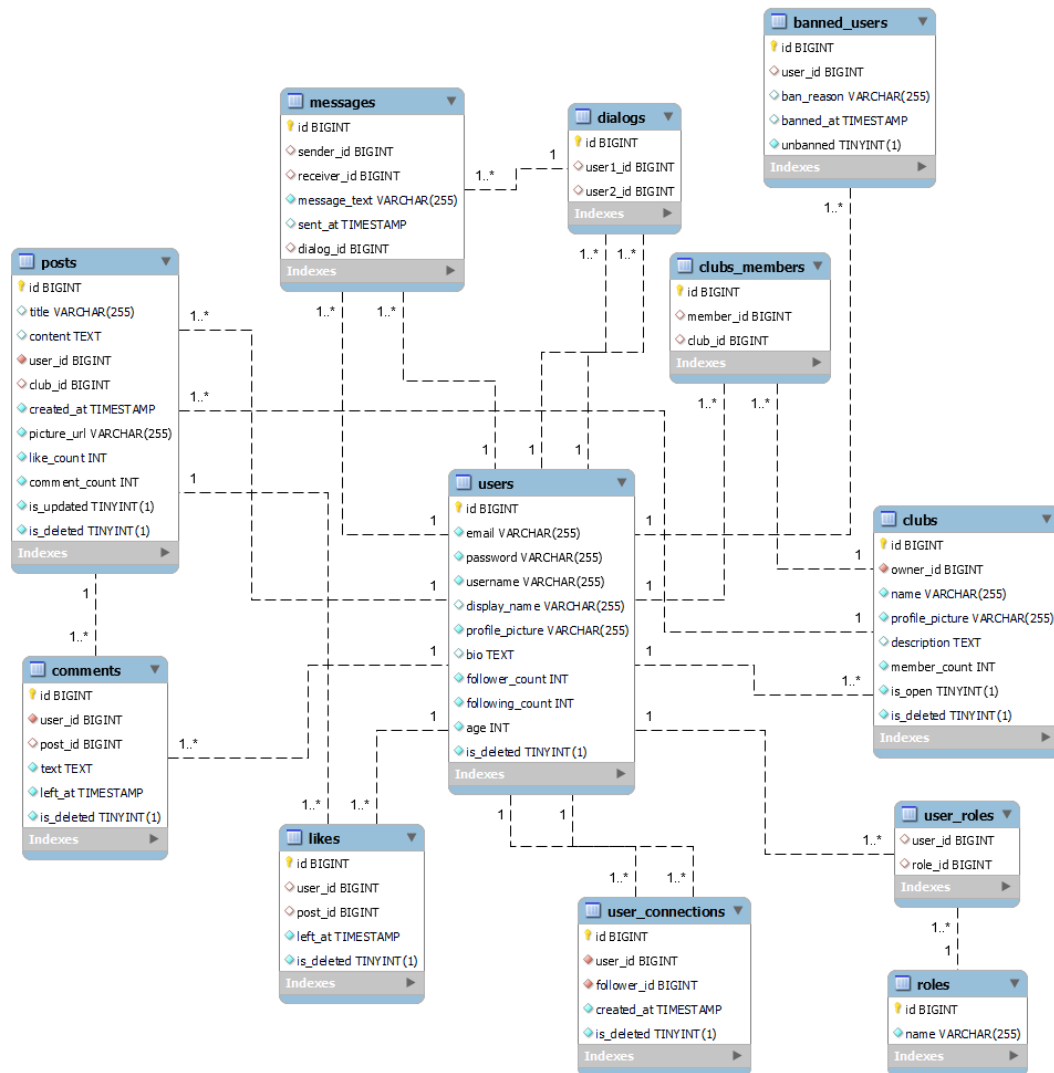 banned_users
id BIGINT
user_id BIGINT
ban_reason VARCHAR(255)
banned_at TIMESTAMP
unbanned TINYINT(1)
Indexes
1..*
messages
id BIGINT
sender_id BIGINT
receiver_id BIGINT
message_text VARCHAR(255)
sent_at TIMESTAMP
dialog_id BIGINT
Indexes
1..*
1
1..*
1..*
dialogs
id BIGINT
user1_id BIGINT
user2_id BIGINT
Indexes
1..*
1..*
clubs_members
id BIGINT
member_id BIGINT
club_id BIGINT
Indexes
1..*
1..*
posts
id BIGINT
title VARCHAR(255)
content TEXT
user_id BIGINT
club_id BIGINT
created_at TIMESTAMP
picture_url VARCHAR(255)
like_count INT
comment_count INT
is_updated TINYINT(1)
is_deleted TINYINT(1)
Indexes
1..*
1..*
1
1
1..*
1
1
1
users
id BIGINT
email VARCHAR(255)
password VARCHAR(255)
username VARCHAR(255)
display_name VARCHAR(255)
profile_picture VARCHAR(255)
bio TEXT
follower_count INT
following_count INT
age INT
is_deleted TINYINT(1)
Indexes
1
1
1
1
1
1
1
1
1
1
clubs
id BIGINT
owner_id BIGINT
name VARCHAR(255)
profile_picture VARCHAR(255)
description TEXT
member_count INT
is_open TINYINT(1)
is_deleted TINYINT(1)
Indexes
1
1
1..*
comments
id BIGINT
user_id BIGINT
post_id BIGINT
text TEXT
left_at TIMESTAMP
is_deleted TINYINT(1)
Indexes
1..*
1..*
1..*
likes
id BIGINT
user_id BIGINT
post_id BIGINT
left_at TIMESTAMP
is_deleted TINYINT(1)
Indexes
1..*
1..*
user_connections
id BIGINT
user_id BIGINT
follower_id BIGINT
created_at TIMESTAMP
is_deleted TINYINT(1)
Indexes
1..*
user_roles
user_id BIGINT
role_id BIGINT
Indexes
1..*
1
roles
id BIGINT
name VARCHAR(255)
Indexes